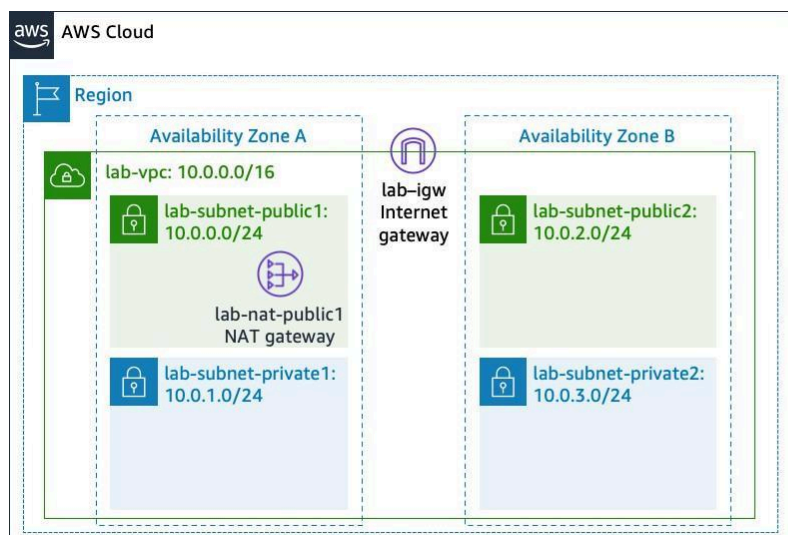 aws
AWS Cloud
Region
Availability Zone A
Availability Zone B
lab-vpc: 10.0.0.0/16
lab–igw
Internet
gateway
lab-subnet-public1:
10.0.0.0/24
lab-nat-public1
NAT gateway
lab-subnet-public2:
10.0.2.0/24
lab-subnet-private1:
10.0.1.0/24
lab-subnet-private2:
10.0.3.0/24